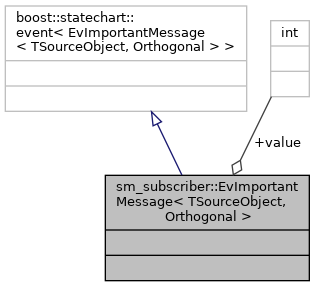 boost::statechart::
event< EvImportantMessage
< TSourceObject, Orthogonal > >
int
+value
sm_subscriber::EvImportant
Message< TSourceObject,
Orthogonal >